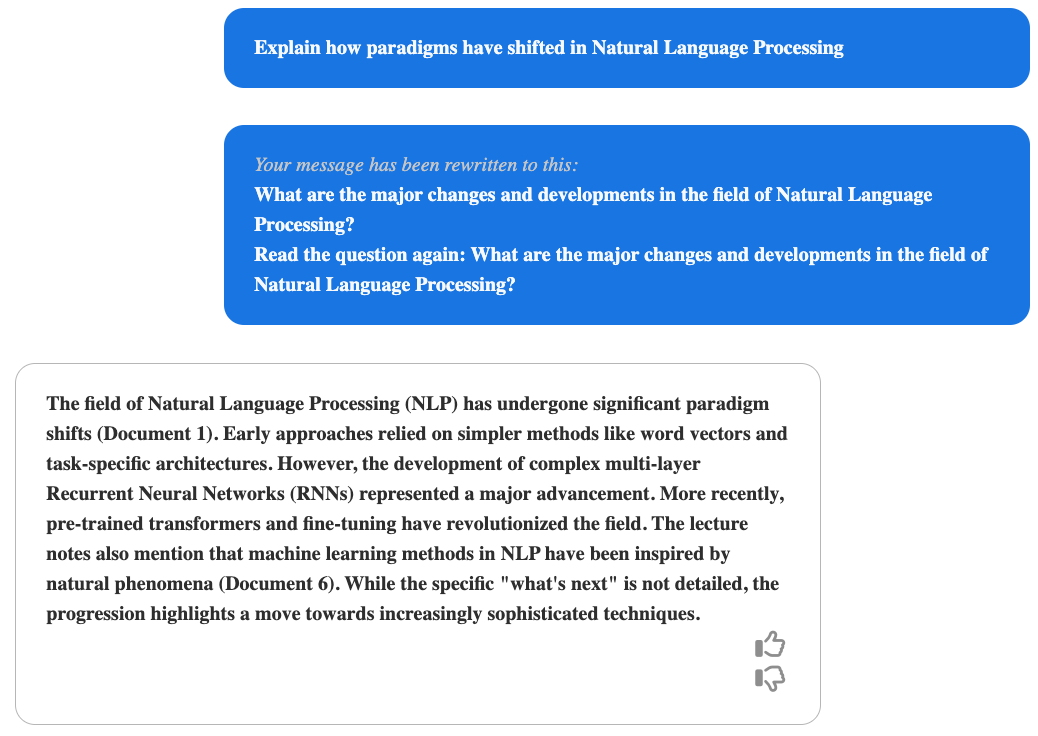 Explain how paradigms have shifted in Natural Language Processing
Your message has been rewritten to this:
What are the major changes and developments in the field of Natural Language
Processing?
Read the question again: What are the major changes and developments in the field of
Natural Language Processing?
The field of Natural Language Processing (NLP) has undergone significant paradigm
shifts (Document 1). Early approaches relied on simpler methods like word vectors and
task-specific architectures. However, the development of complex multi-layer
Recurrent Neural Networks (RNNs) represented a major advancement. More recently,
pre-trained transformers and fine-tuning have revolutionized the field. The lecture
notes also mention that machine learning methods in NLP have been inspired by
natural phenomena (Document 6). While the specific "what's next" is not detailed, the
progression highlights a move towards increasingly sophisticated techniques.